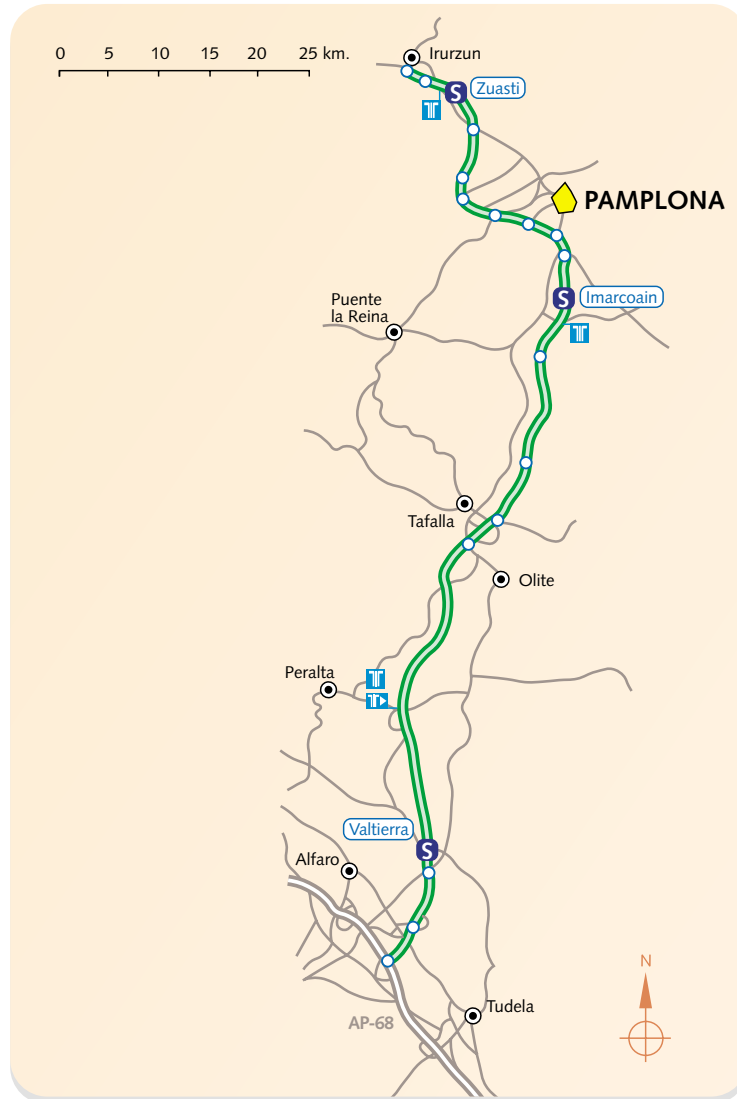 0 5 10 15 20 25 km.
Irurzun
S Zuasti
PAMPLONA
S Imarcoain
Puente
la Reina
Tafalla
Olite
Peralta
Valtierra
S
Alfaro
N
Tudela
AP-68